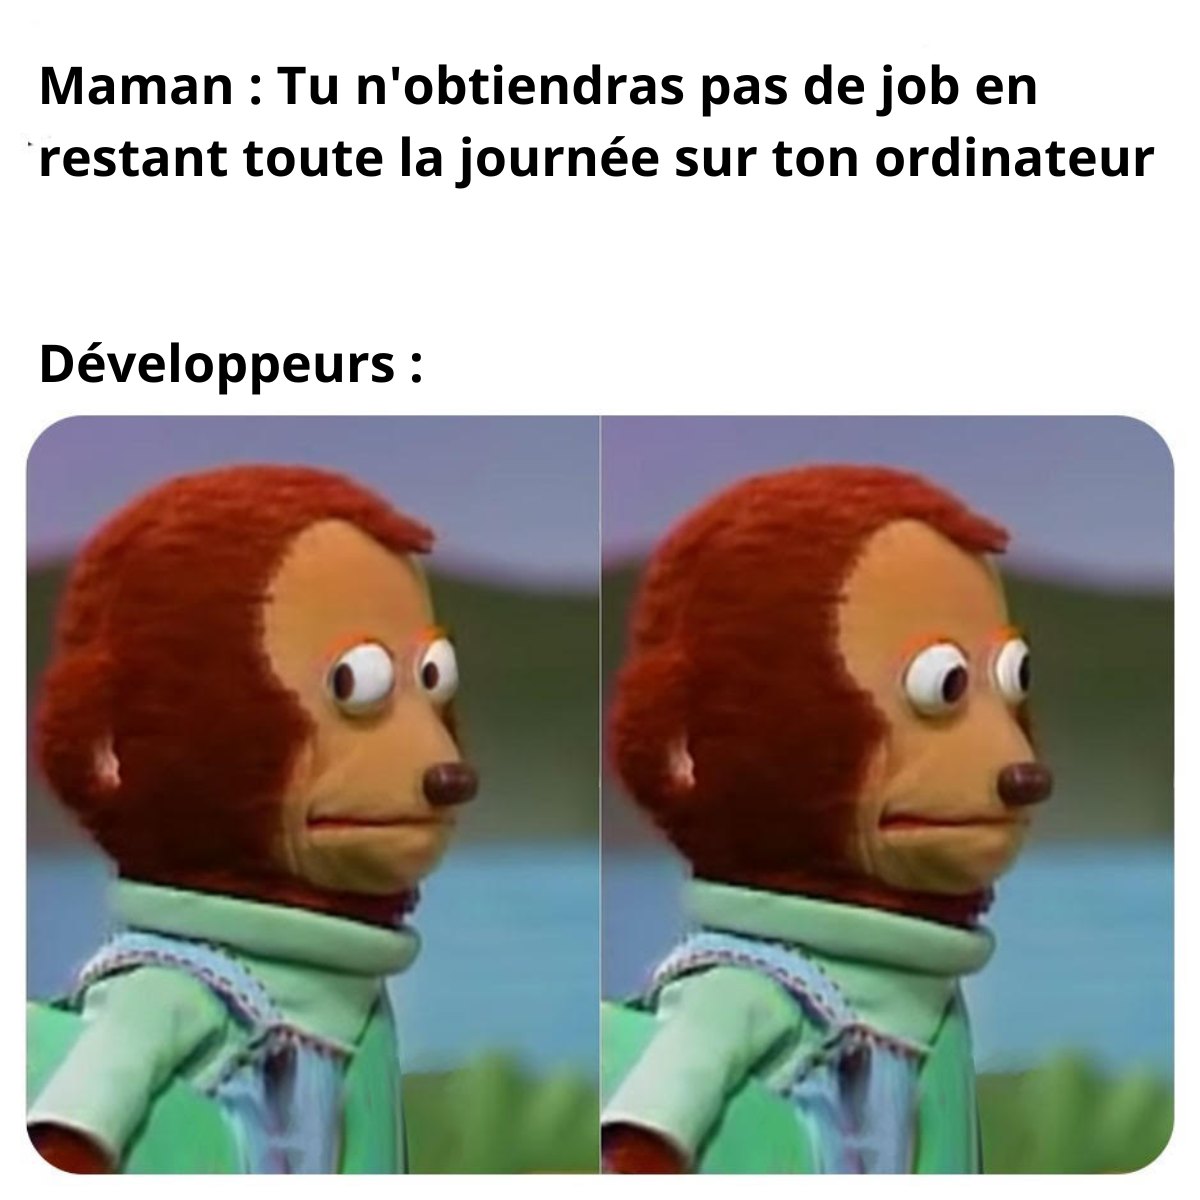 Maman : Tu n'obtiendras pas de job en
restant toute la journée sur ton ordinateur
Développeurs :